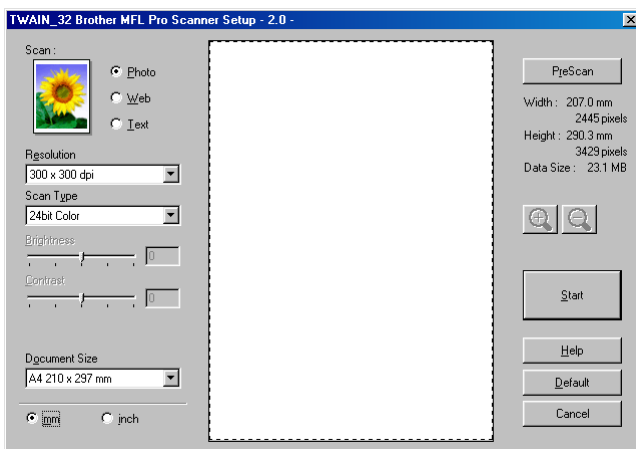 TWAIN_32 Brother MFL Pro Scanner Setup - 2.0 -
Scan :
Photo
Web
Text
Resolution
300 x 300 dpi
Scan Type
24bit Color
Brightness
0
Contrast
0
Document Size
A4 210 x 297 mm
mm inch
PreScan
Width : 207.0 mm
2445 pixels
Height : 290.3 mm
3429 pixels
Data Size : 23.1 MB
Start
Help
Default
Cancel